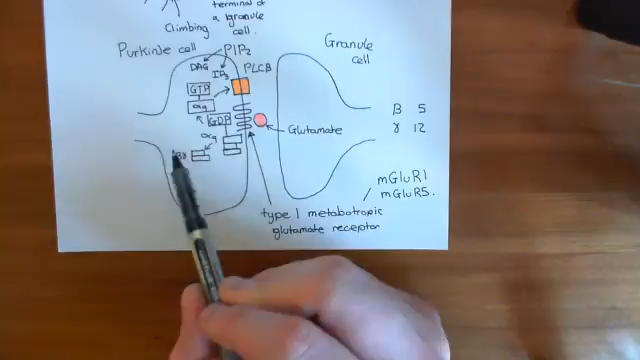 terminal of
a granule
cell.
Climbing
Purkinje cell
PIP2
Granule
cell
DAG
IP3
PLCβ
GTP
αq
GDP
αq
Glutamate
β 5
γ 12
mGluR1
mGluR5.
type 1 metabotropic
glutamate receptor